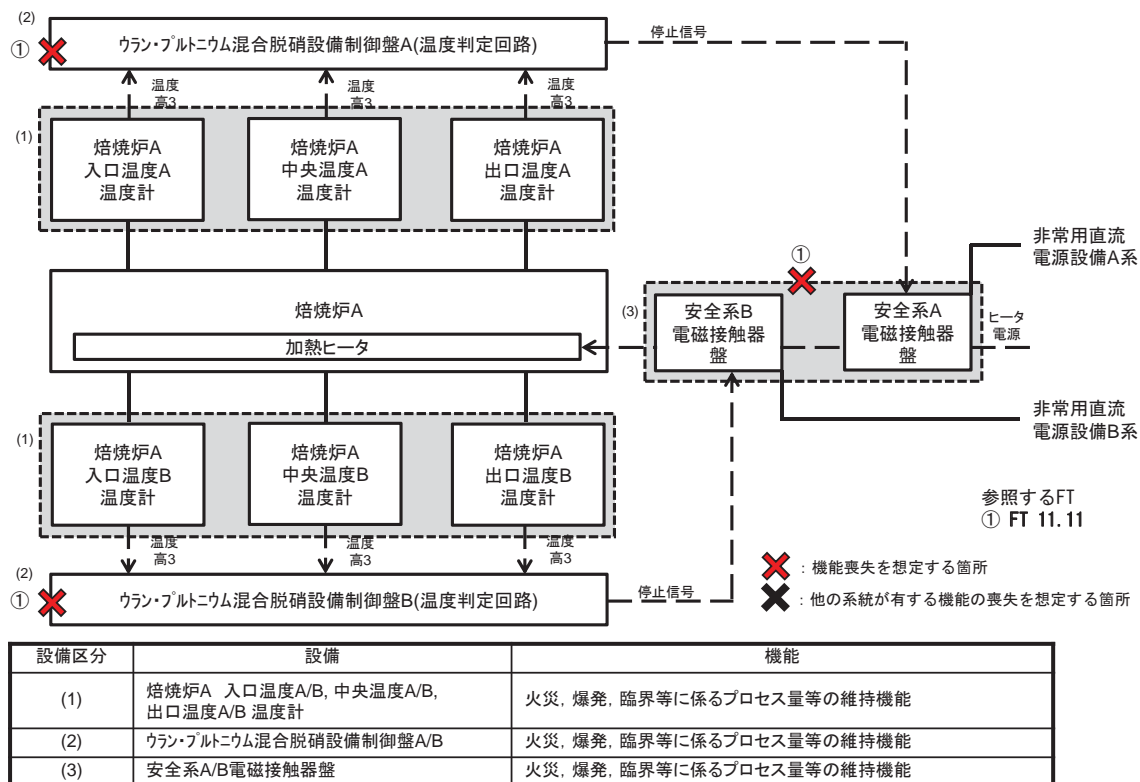 (2)
①
ウラン・プルトニウム混合脱硝設備制御盤A(温度判定回路)
停止信号
温度
高3
温度
高3
温度
高3
(1)
焙焼炉A
入口温度A
温度計
焙焼炉A
中央温度A
温度計
焙焼炉A
出口温度A
温度計
非常用直流
電源設備A系
①
焙焼炉A
加熱ヒータ
(3)
安全系B
電磁接触器
盤
安全系A
電磁接触器
盤
ヒータ
電源
非常用直流
電源設備B系
(1)
焙焼炉A
入口温度B
温度計
焙焼炉A
中央温度B
温度計
焙焼炉A
出口温度B
温度計
参照するFT
① FT 11.11
温度
高3
温度
高3
温度
高3
(2)
①
ウラン・プルトニウム混合脱硝設備制御盤B(温度判定回路)
停止信号
：機能喪失を想定する箇所
：他の系統が有する機能の喪失を想定する箇所
設備区分 設備 機能
(1) 焙焼炉A 入口温度A/B, 中央温度A/B,
出口温度A/B 温度計 火災, 爆発, 臨界等に係るプロセス量等の維持機能
(2) ウラン・プルトニウム混合脱硝設備制御盤A/B 火災, 爆発, 臨界等に係るプロセス量等の維持機能
(3) 安全系A/B電磁接触器盤 火災, 爆発, 臨界等に係るプロセス量等の維持機能